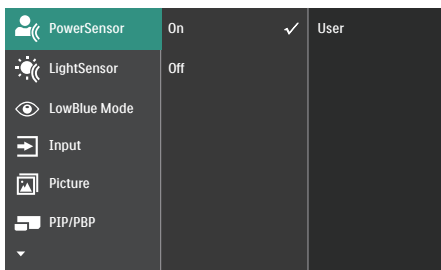 PowerSensor
On
User
LightSensor
Off
LowBlue Mode
Input
Picture
PIP/PBP